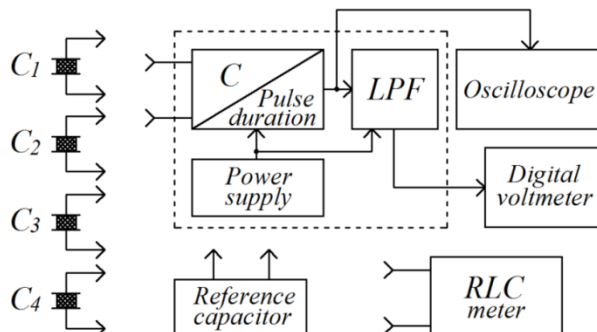 C1
C2
C3
C4
C
Pulse
duration
LPF
Oscilloscope
Power
supply
Digital
voltmeter
Reference
capacitor
RLC
meter